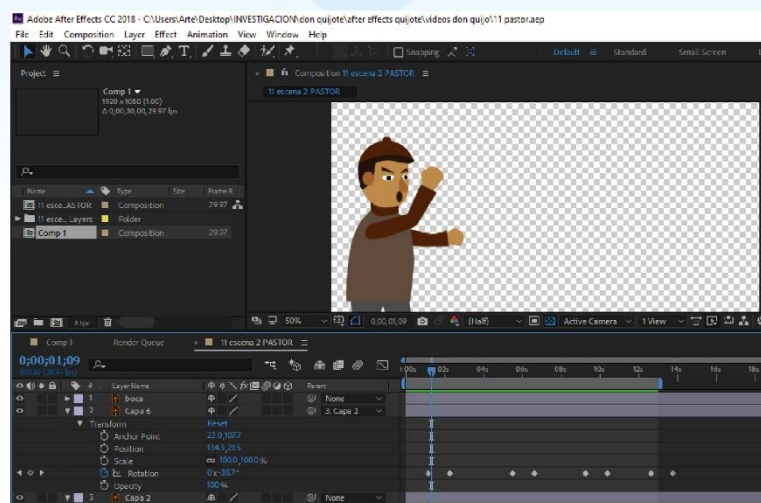 Adobe After Effects CC 2018 - C:\Users\Arte\Desktop\INVESTIGACION\don quijote\after effects quijote\videos don quijo\11 pastor.aep
File Edit Composition Layer Effect Animation View Window Help
Snapping Default Standard Small Screen
Project Composition 11 escena 2 PASTOR
11 escena 2 PASTOR
Comp 1
1920 x 1080 (1.00)
Δ 0;00;30;00, 29.97 fps
Name Type Size Frame R...
11 esce...ASTOR Composition 29.97
11 esce... Layers Folder
Comp 1 Composition 29.97
8 bpc 50% 0;00;01;09 (Half) Active Camera 1 View
Comp 1 Render Queue 11 escena 2 PASTOR
0;00;01;09
# Layer Name Parent
:00s 02s 04s 06s 08s 10s 12s 14s 16s 18s
1 boca None
2 Capa 6 3. Capa 2
Transform Reset
Anchor Point 23.0,107.7
Position 134.3,21.5
Scale 100.0,100.0%
Rotation 0x-30.7°
Opacity 100%
3 Capa 2 None